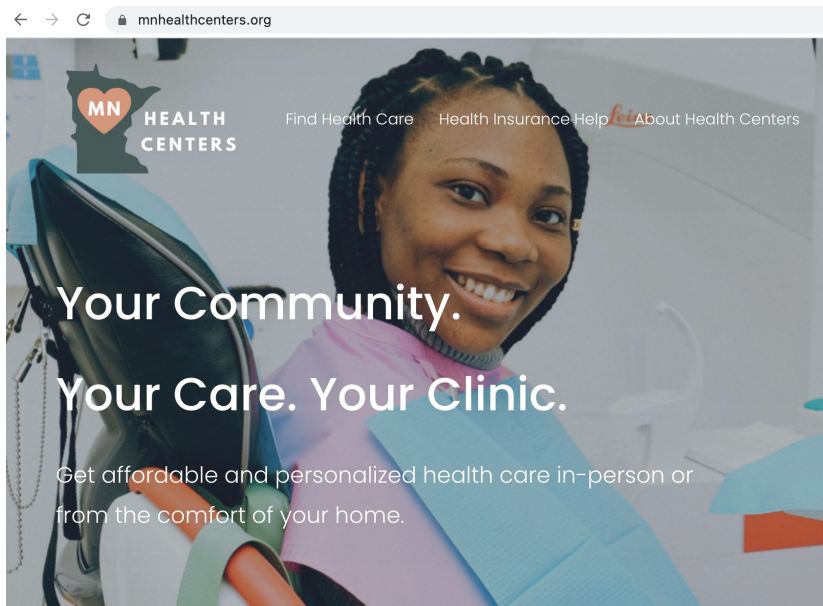 mnhealthcenters.org
MN
HEALTH
CENTERS
Find Health Care Health Insurance Help About Health Centers
Your Community.
Your Care. Your Clinic.
Get affordable and personalized health care in-person or
from the comfort of your home.